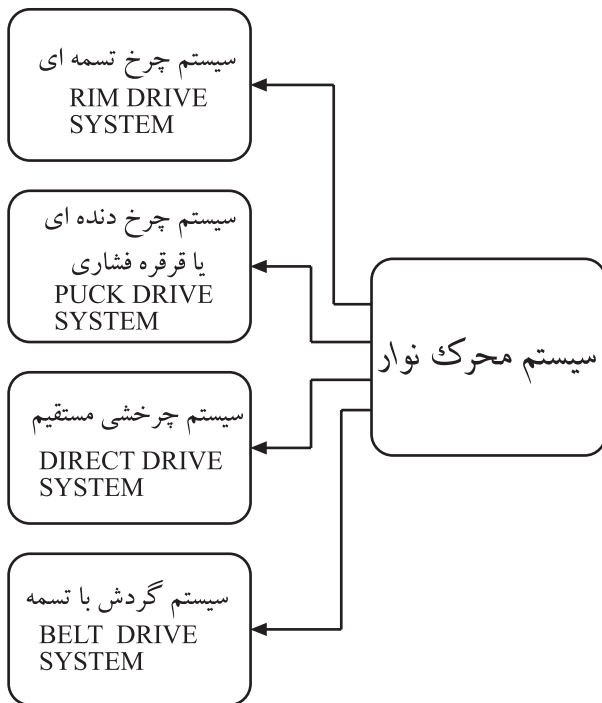 سیستم چرخ تسمه ای
RIM DRIVE
SYSTEM
سیستم چرخ دنده ای
یا قرقره فشاری
PUCK DRIVE
SYSTEM
سیستم محرك نوار
سیستم چرخشی مستقیم
DIRECT DRIVE
SYSTEM
سیستم گردش با تسمه
BELT DRIVE
SYSTEM